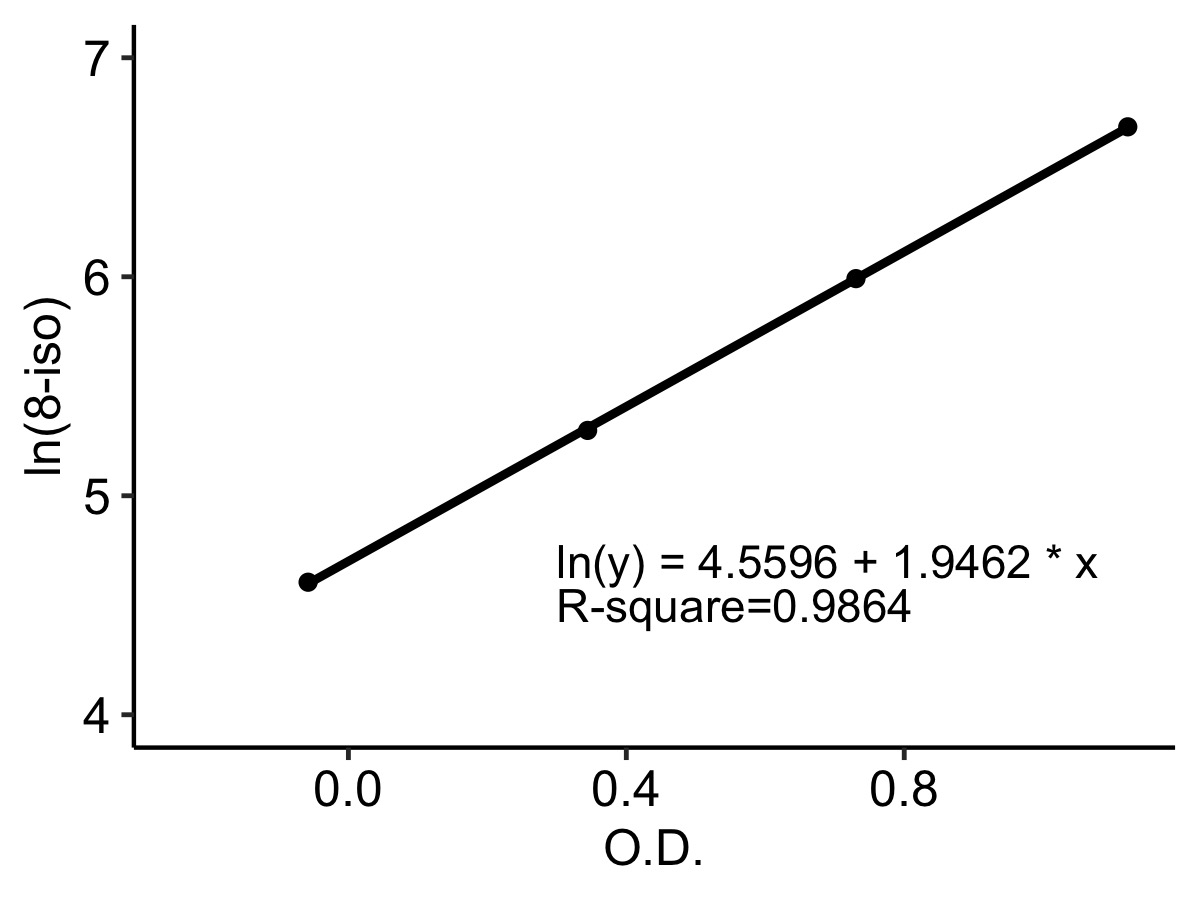 7
6
5
4
ln(8-iso)
ln(y) = 4.5596 + 1.9462 * x
R-square=0.9864
0.0 0.4 0.8
O.D.